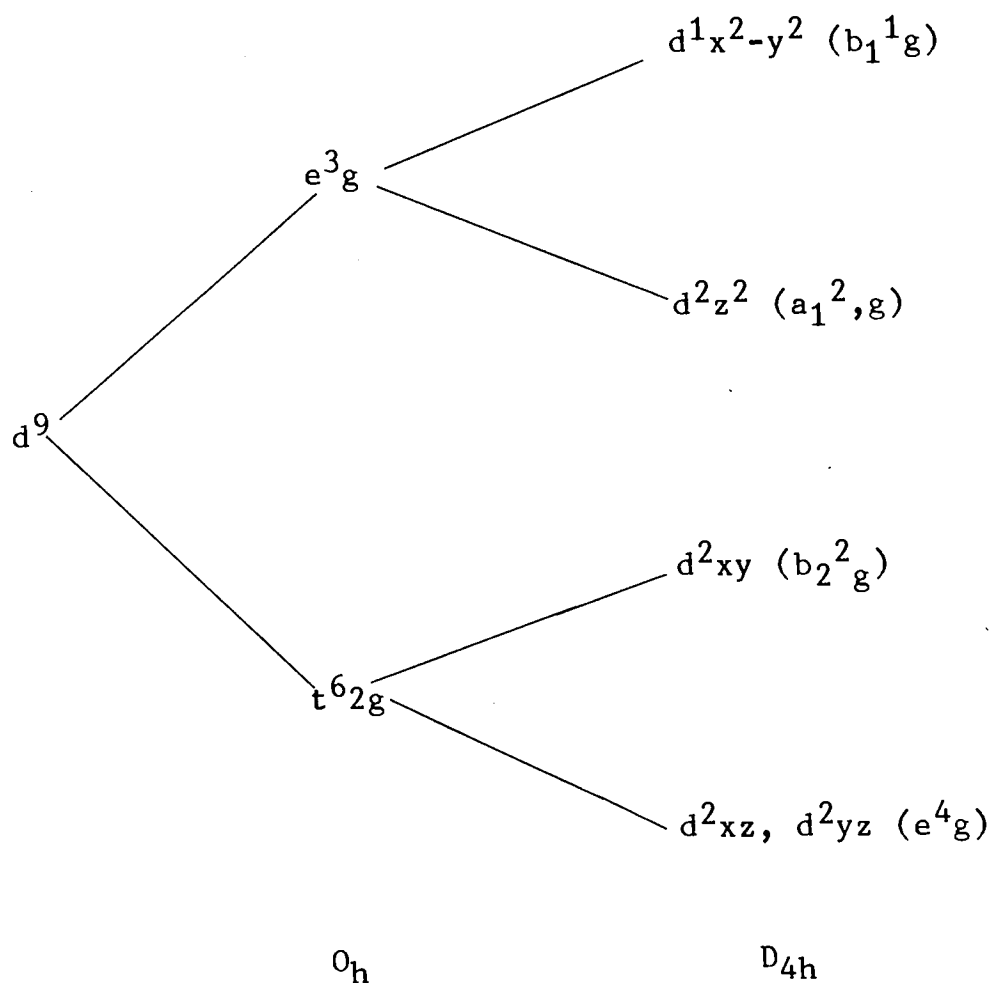 d¹x²-y² (b₁¹g)
e³g
d²z² (a₁²,g)
d⁹
d²xy (b₂²g)
t⁶2g
d²xz, d²yz (e⁴g)
Oₕ D₄ₕ